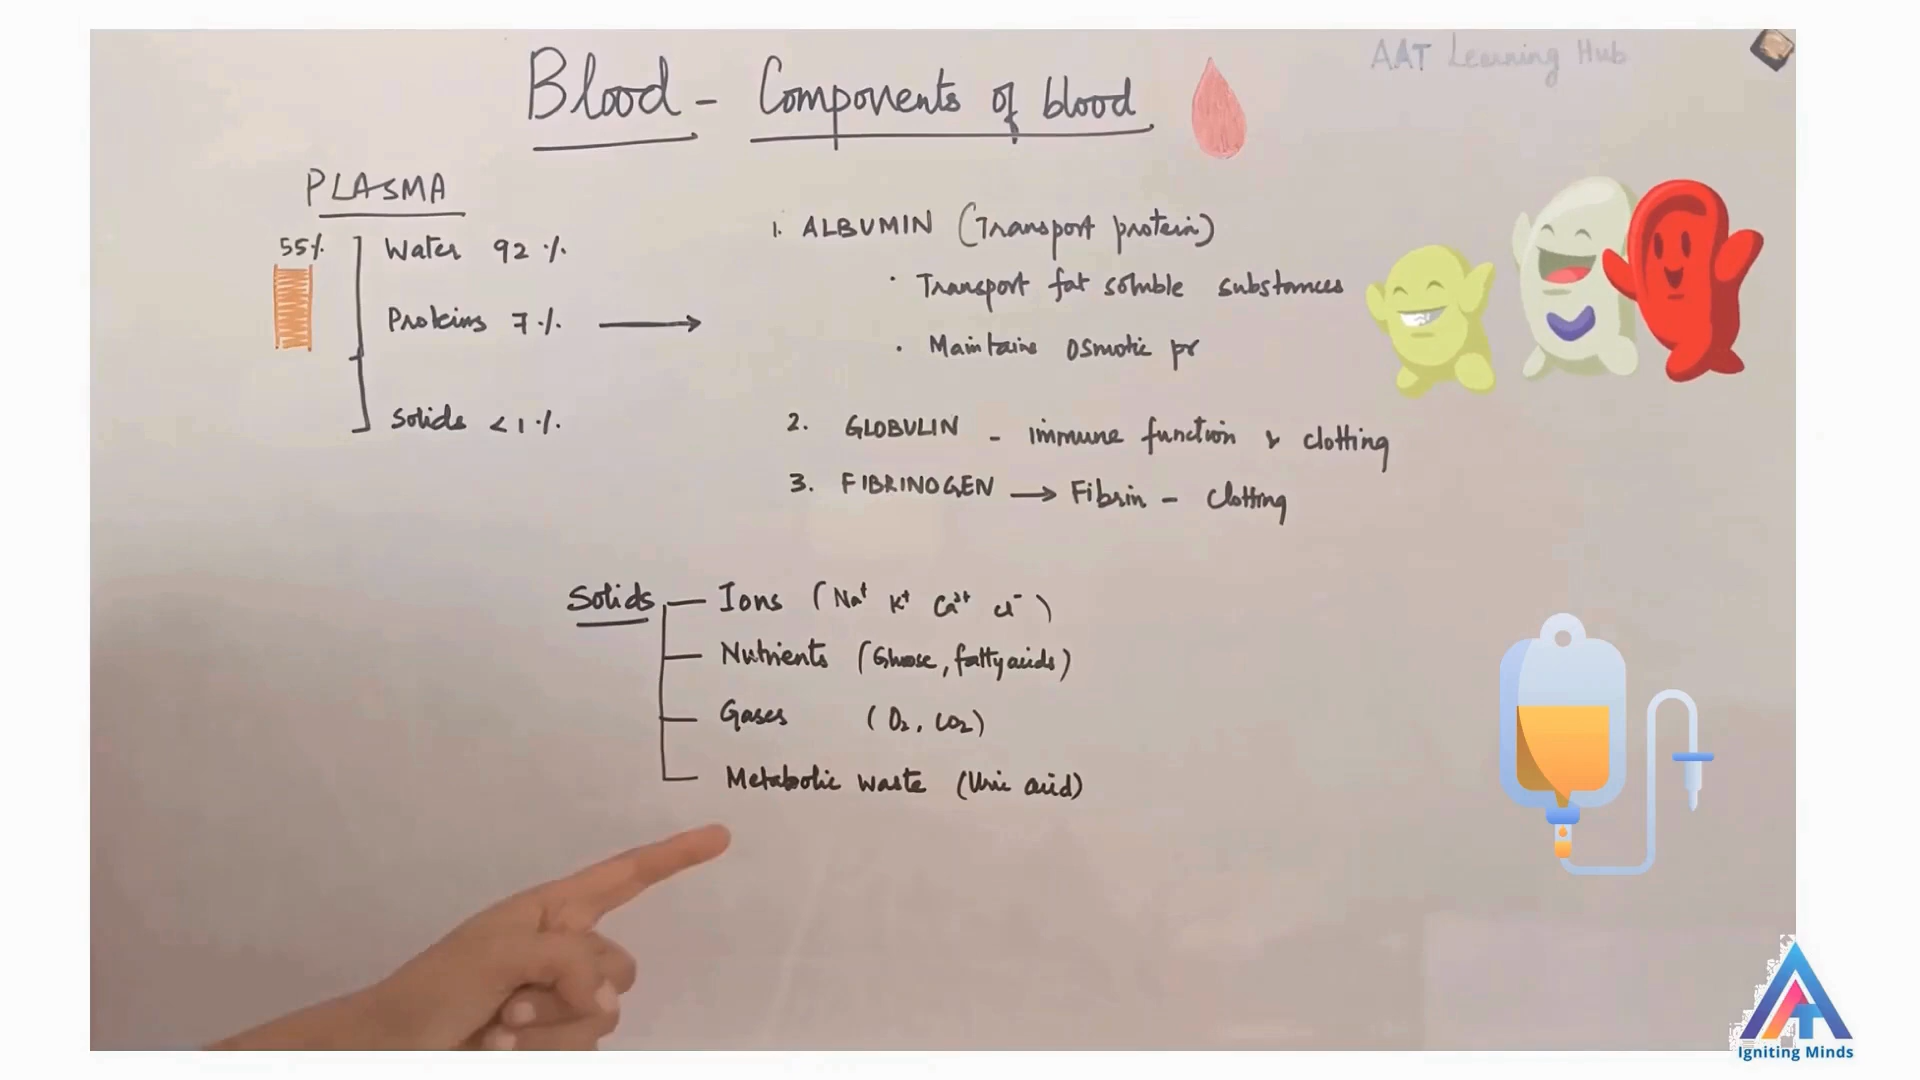 AAT Learning Hub
Blood - Components of blood
PLASMA
55%
Water 92 %
Proteins 7 % →
Solids < 1 %
1. ALBUMIN (Transport protein)
· Transport fat soluble substances
· Maintains osmotic pr
2. GLOBULIN - immune function & clotting
3. FIBRINOGEN → Fibrin - clotting
Solids
Ions (Na⁺ K⁺ Ca²⁺ Cl⁻)
Nutrients (Glucose, fatty acids)
Gases (O₂, CO₂)
Metabolic waste (Uric acid)
Igniting Minds